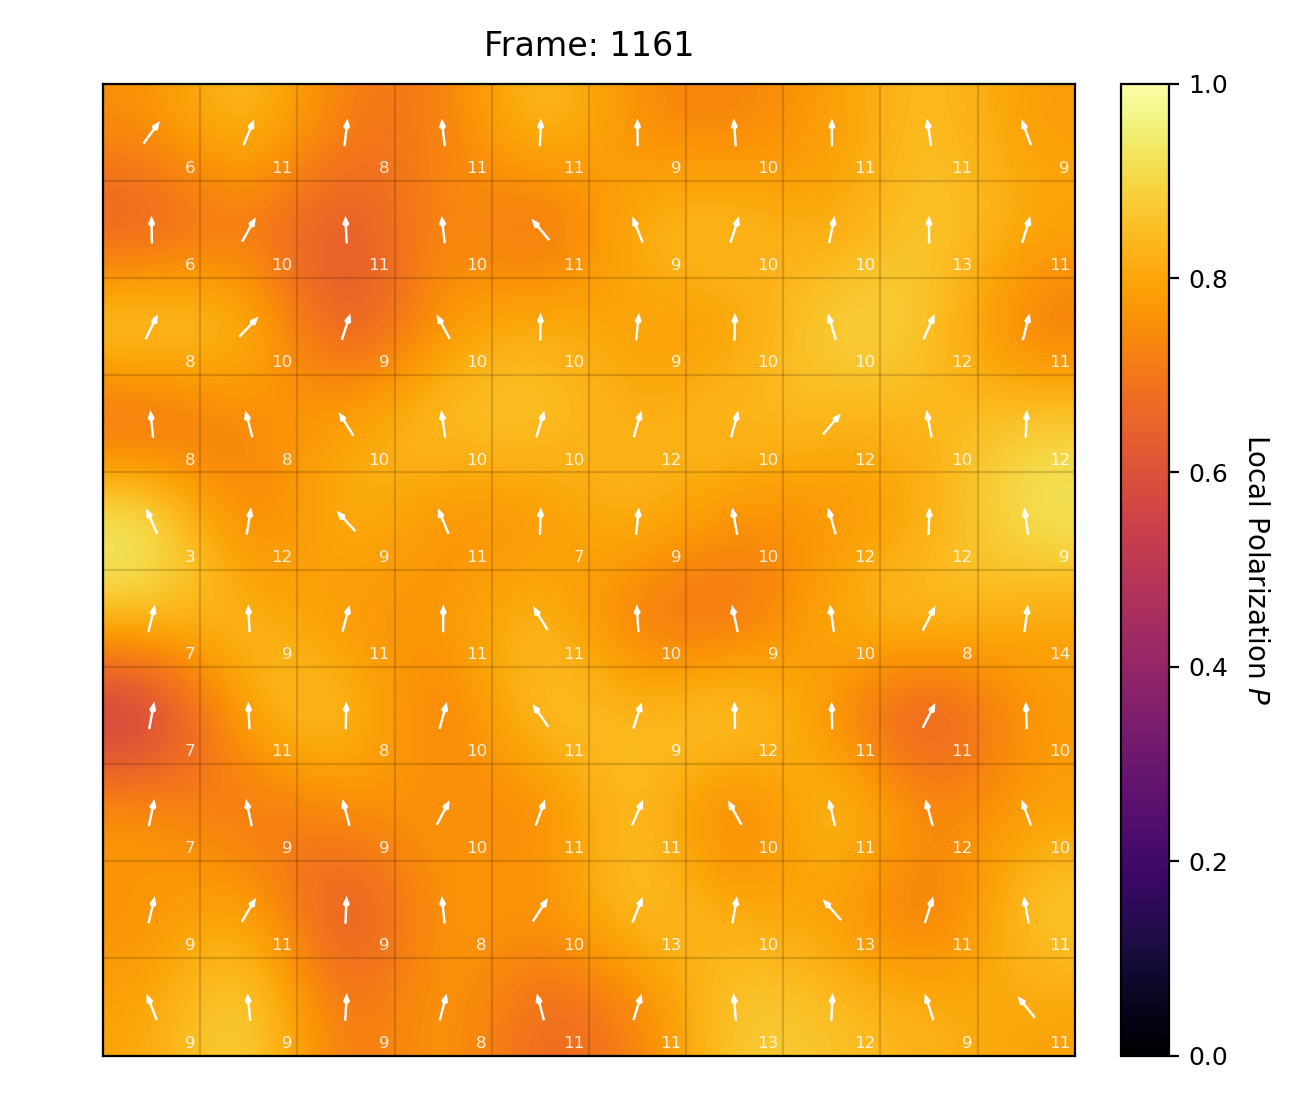 Frame: 1161
6 11 8 11 11 9 10 11 11 9
6 10 11 10 11 9 10 10 13 11
8 10 9 10 10 9 10 10 12 11
8 8 10 10 10 12 10 12 10 12
3 12 9 11 7 9 10 12 12 9
7 9 11 11 11 10 9 10 8 14
7 11 8 10 11 9 12 11 11 10
7 9 9 10 11 11 10 11 12 10
9 11 9 8 10 13 10 13 11 11
9 9 9 8 11 11 13 12 9 11
1.0
0.8
0.6
0.4
0.2
0.0
Local Polarization P